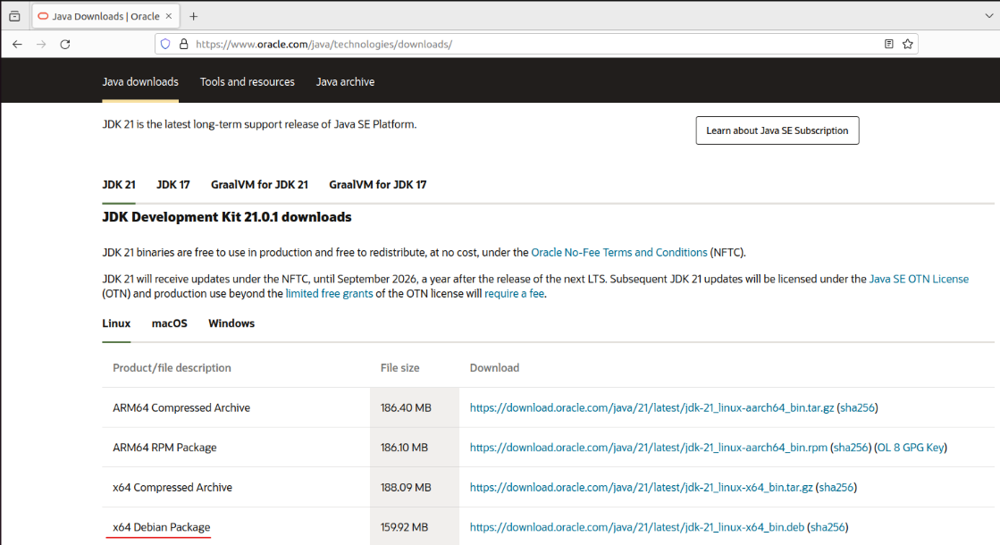 Java Downloads | Oracle
https://www.oracle.com/java/technologies/downloads/
Java downloads Tools and resources Java archive
JDK 21 is the latest long-term support release of Java SE Platform.
Learn about Java SE Subscription
JDK 21 JDK 17 GraalVM for JDK 21 GraalVM for JDK 17
JDK Development Kit 21.0.1 downloads
JDK 21 binaries are free to use in production and free to redistribute, at no cost, under the Oracle No-Fee Terms and Conditions (NFTC).
JDK 21 will receive updates under the NFTC, until September 2026, a year after the release of the next LTS. Subsequent JDK 21 updates will be licensed under the Java SE OTN License
(OTN) and production use beyond the limited free grants of the OTN license will require a fee.
Linux macOS Windows
Product/file description File size Download
ARM64 Compressed Archive 186.40 MB https://download.oracle.com/java/21/latest/jdk-21_linux-aarch64_bin.tar.gz (sha256)
ARM64 RPM Package 186.10 MB https://download.oracle.com/java/21/latest/jdk-21_linux-aarch64_bin.rpm (sha256) (OL 8 GPG Key)
x64 Compressed Archive 188.09 MB https://download.oracle.com/java/21/latest/jdk-21_linux-x64_bin.tar.gz (sha256)
x64 Debian Package 159.92 MB https://download.oracle.com/java/21/latest/jdk-21_linux-x64_bin.deb (sha256)